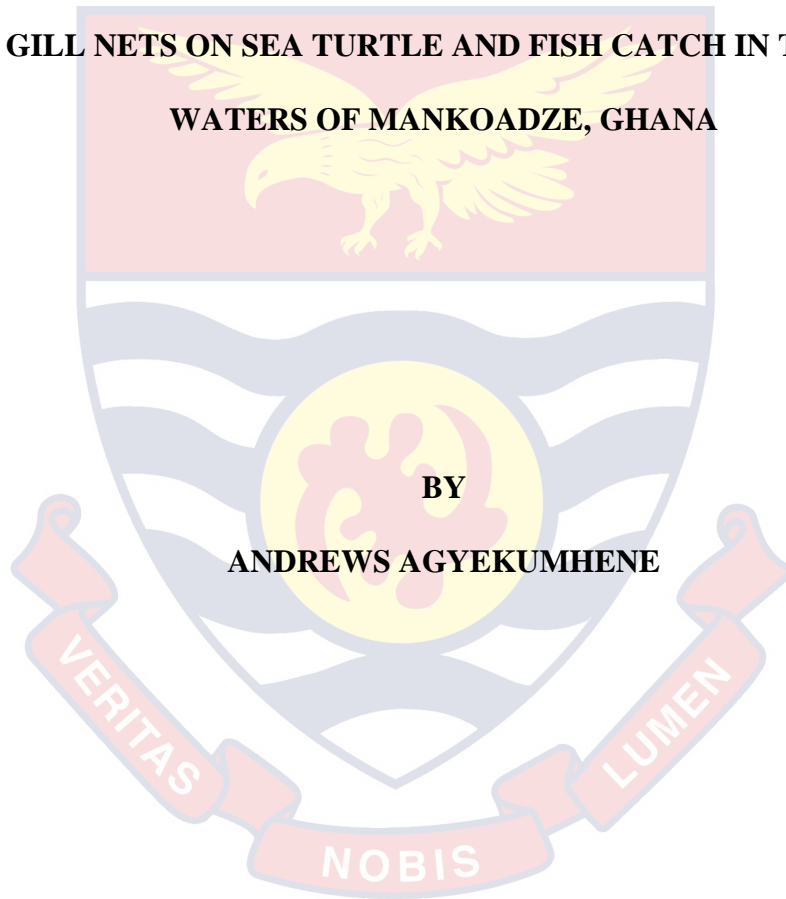 GILL NETS ON SEA TURTLE AND FISH CATCH IN
WATERS OF MANKOADZE, GHANA
BY
ANDREWS AGYEKUMHENE
VERITAS
NOBIS
LUMEN